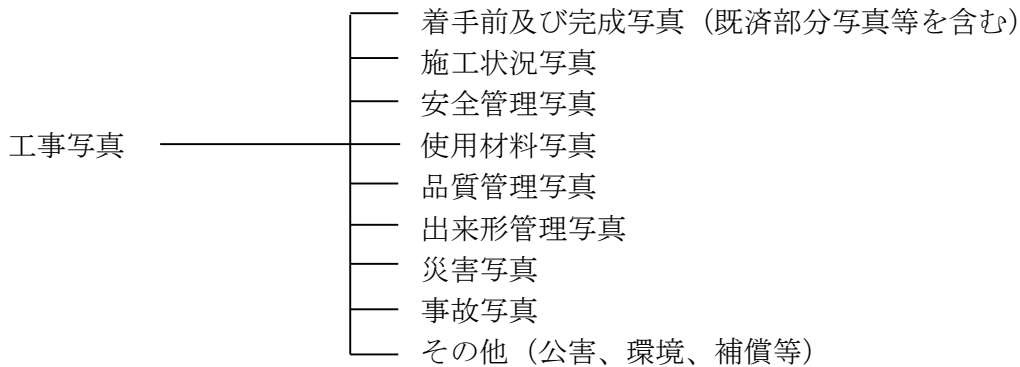 工事写真
着手前及び完成写真（既済部分写真等を含む）
施工状況写真
安全管理写真
使用材料写真
品質管理写真
出来形管理写真
災害写真
事故写真
その他（公害、環境、補償等）